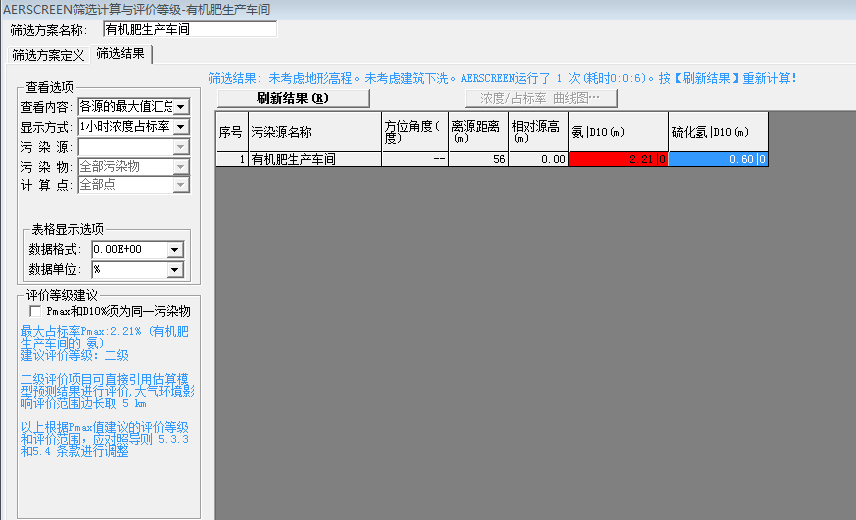 AERSCREEN筛选计算与评价等级-有机肥生产车间
筛选方案名称: 有机肥生产车间
筛选方案定义 筛选结果
筛选结果: 未考虑地形高程。未考虑建筑下洗。AERSCREEN运行了 1 次(耗时0:0:6)。按【刷新结果】重新计算!
刷新结果(R) 浓度/占标率 曲线图…
查看选项
查看内容: 各源的最大值汇总
显示方式: 1小时浓度占标率
污 染 源:
污 染 物: 全部污染物
计 算 点: 全部点
表格显示选项
数据格式: 0.00E+00
数据单位: %
评价等级建议
Pmax和D10%须为同一污染物
最大占标率Pmax:2.21% (有机肥
生产车间的 氨)
建议评价等级: 二级
二级评价项目可直接引用估算模
型预测结果进行评价,大气环境影
响评价范围边长取 5 km
以上根据Pmax值建议的评价等级
和评价范围，应对照导则 5.3.3
和5.4 条款进行调整
序号 污染源名称 方位角度(度) 离源距离(m) 相对源高(m) 氨|D10(m) 硫化氢|D10(m)
1 有机肥生产车间 -- 56 0.00 2.21|0 0.60|0